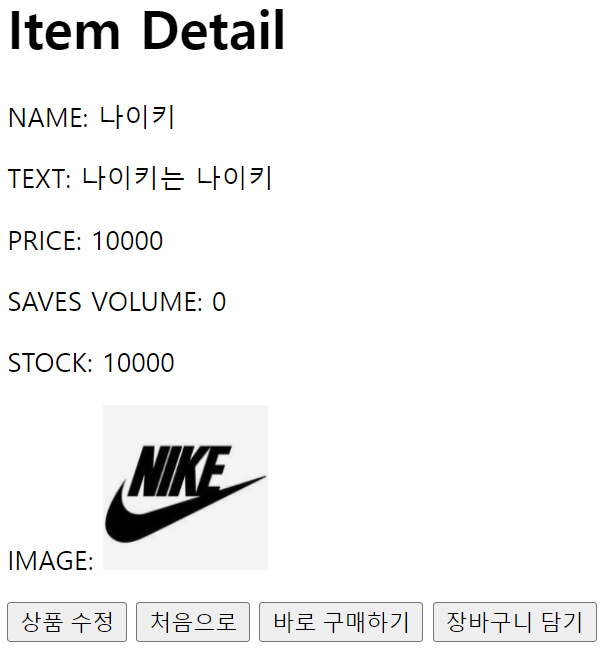 Item Detail
NAME: 나이키
TEXT: 나이키는 나이키
PRICE: 10000
SAVES VOLUME: 0
STOCK: 10000
NIKE
IMAGE:
상품 수정 처음으로 바로 구매하기 장바구니 담기